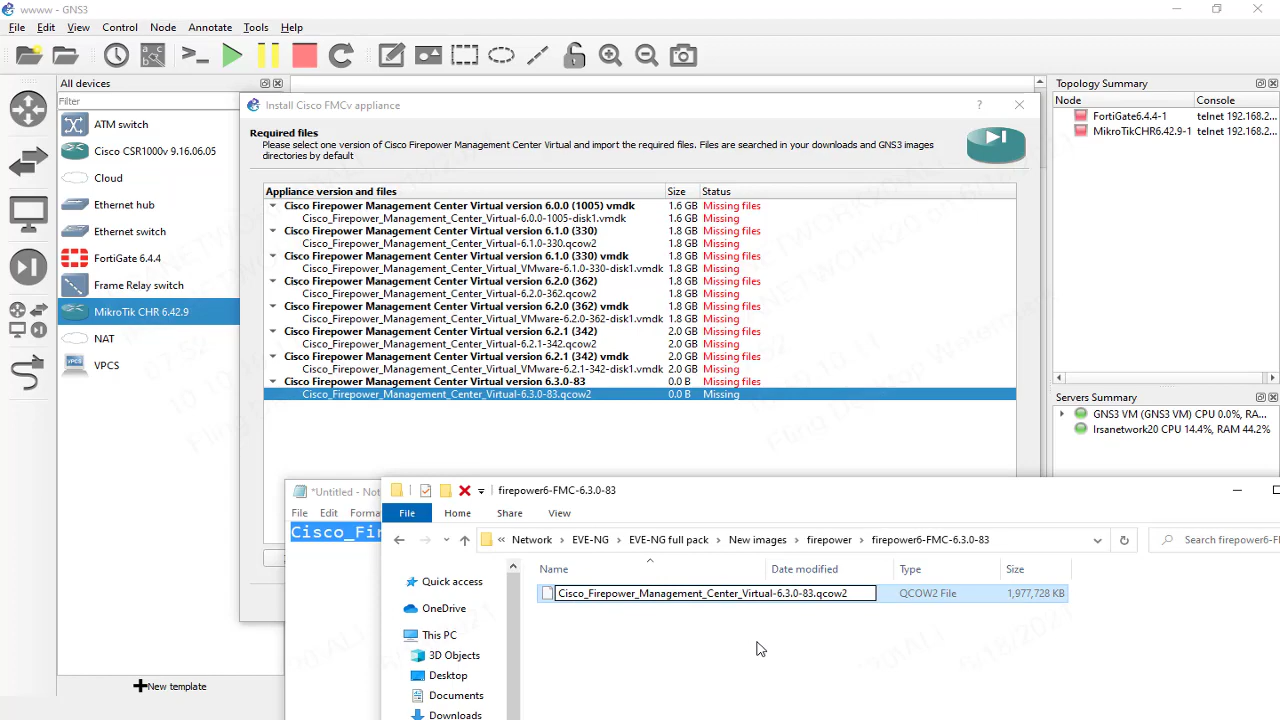 wwww - GNS3
File Edit View Control Node Annotate Tools Help
All devices
Filter
ATM switch
Cisco CSR1000v 9.16.06.05
Cloud
Ethernet hub
Ethernet switch
FortiGate 6.4.4
Frame Relay switch
MikroTik CHR 6.42.9
NAT
VPCS
New template
Install Cisco FMCv appliance
Required files
Please select one version of Cisco Firepower Management Center Virtual and import the required files. Files are searched in your downloads and GNS3 images
directories by default
Appliance version and files Size Status
Cisco Firepower Management Center Virtual version 6.0.0 (1005) vmdk 1.6 GB Missing files
Cisco_Firepower_Management_Center_Virtual-6.0.0-1005-disk1.vmdk 1.6 GB Missing
Cisco Firepower Management Center Virtual version 6.1.0 (330) 1.8 GB Missing files
Cisco_Firepower_Management_Center_Virtual-6.1.0-330.qcow2 1.8 GB Missing
Cisco Firepower Management Center Virtual version 6.1.0 (330) vmdk 1.8 GB Missing files
Cisco_Firepower_Management_Center_Virtual_VMware-6.1.0-330-disk1.vmdk 1.8 GB Missing
Cisco Firepower Management Center Virtual version 6.2.0 (362) 1.8 GB Missing files
Cisco_Firepower_Management_Center_Virtual-6.2.0-362.qcow2 1.8 GB Missing
Cisco Firepower Management Center Virtual version 6.2.0 (362) vmdk 1.8 GB Missing files
Cisco_Firepower_Management_Center_Virtual_VMware-6.2.0-362-disk1.vmdk 1.8 GB Missing
Cisco Firepower Management Center Virtual version 6.2.1 (342) 2.0 GB Missing files
Cisco_Firepower_Management_Center_Virtual-6.2.1-342.qcow2 2.0 GB Missing
Cisco Firepower Management Center Virtual version 6.2.1 (342) vmdk 2.0 GB Missing files
Cisco_Firepower_Management_Center_Virtual_VMware-6.2.1-342-disk1.vmdk 2.0 GB Missing
Cisco Firepower Management Center Virtual version 6.3.0-83 0.0 B Missing files
Cisco_Firepower_Management_Center_Virtual-6.3.0-83.qcow2 0.0 B Missing
Topology Summary
Node Console
FortiGate6.4.4-1 telnet 192.168.2...
MikroTikCHR6.42.9-1 telnet 192.168.2...
Servers Summary
GNS3 VM (GNS3 VM) CPU 0.0%, RA...
Irsanetwork20 CPU 14.4%, RAM 44.2%
*Untitled - Not
File Edit Forma
Cisco_Fir
firepower6-FMC-6.3.0-83
File Home Share View
« Network › EVE-NG › EVE-NG full pack › New images › firepower › firepower6-FMC-6.3.0-83
Search firepower6-FMC-6.3.0-83
Name Date modified Type Size
Cisco_Firepower_Management_Center_Virtual-6.3.0-83.qcow2 QCOW2 File 1,977,728 KB
Quick access
OneDrive
This PC
3D Objects
Desktop
Documents
Downloads